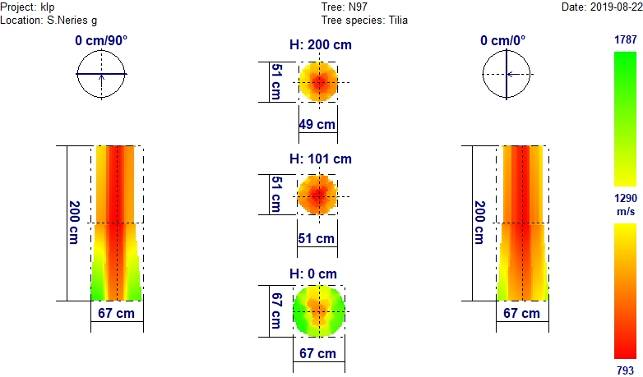 Project: klp
Tree: N97
Date: 2019-08-22
Location: S.Neries g
Tree species: Tilia
0 cm/90°
H: 200 cm
0 cm/0°
1787
51 cm
49 cm
H: 101 cm
51 cm
51 cm
200 cm
200 cm
1290
m/s
H: 0 cm
67 cm
67 cm
67 cm
67 cm
793